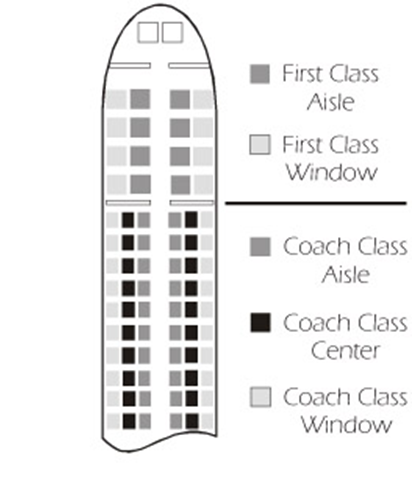 First Class
Aisle
First Class
Window
Coach Class
Aisle
Coach Class
Center
Coach Class
Window